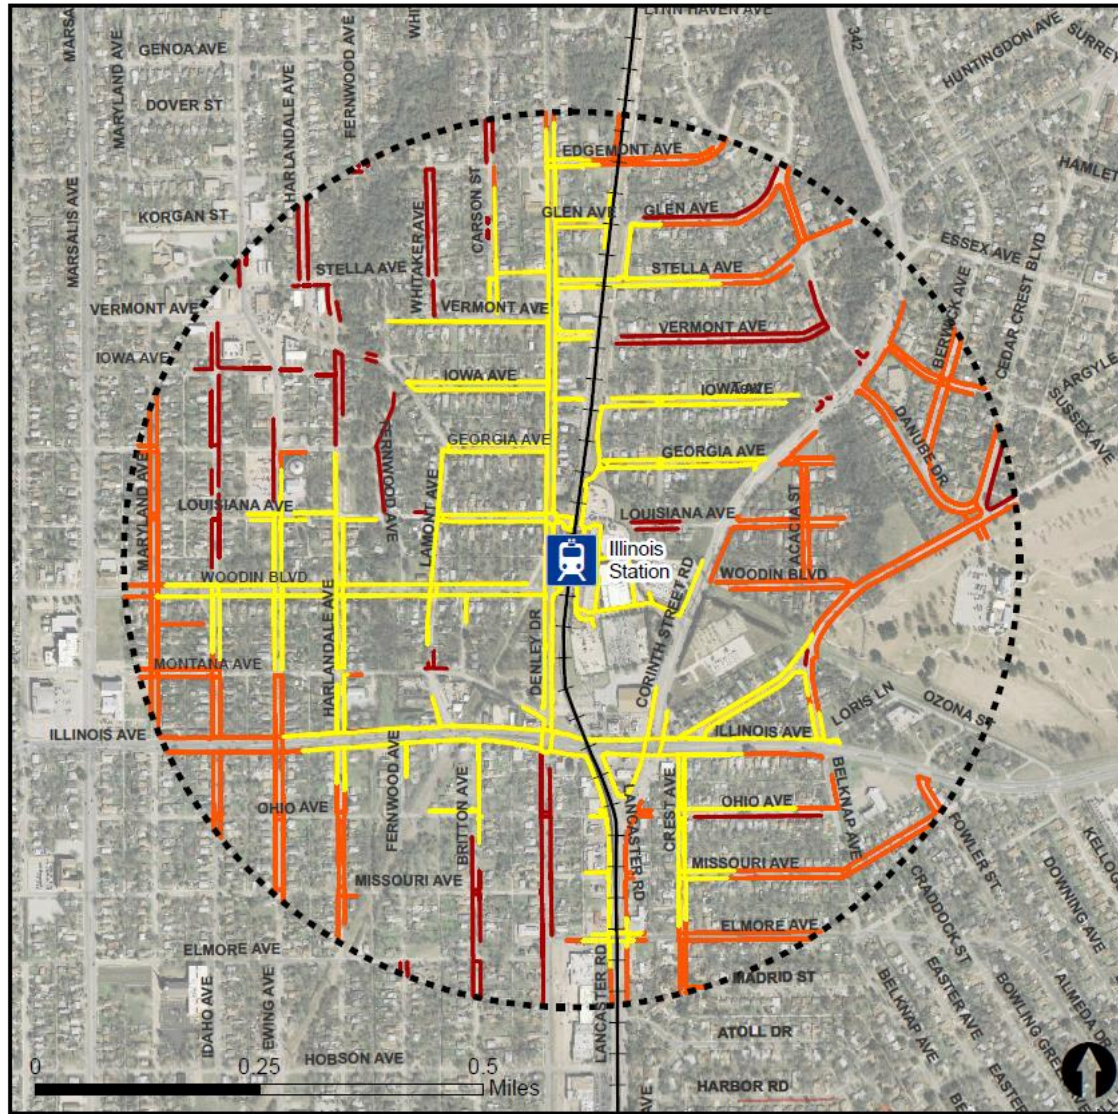 LYNN HAVEN AVE
MARSALIS AVE
MARYLAND AVE
GENOA AVE
HARLANDALE AVE
FERNWOOD AVE
342
HUNTINGDON AVE
SURREY
DOVER ST
EDGEMONT AVE
HAMLET
KORGAN ST
MARSALIS AVE
WHITAKER AVE
CARSON ST
GLEN AVE
GLEN AVE
ESSEX AVE
CEDAR CREST BLVD
STELLA AVE
STELLA AVE
VERMONT AVE
VERMONT AVE
VERMONT AVE
BERWICK AVE
IOWA AVE
IOWA AVE
ARGYLE
SUSSEX AVE
FERNWOOD AVE
GEORGIA AVE
GEORGIA AVE
DANUBE DR
MARYLAND AVE
LOUISIANA AVE
LAMONT AVE
LOUISIANA AVE
ACACIA ST
Illinois
Station
WOODIN BLVD
WOODIN BLVD
HARLANDALE AVE
DENLEY DR
CORINTH STREET RD
MONTANA AVE
LORIS LN
ILLINOIS AVE
ILLINOIS AVE
FERNWOOD AVE
BRITTON AVE
OHIO AVE
LANCASTER RD
CREST AVE
OHIO AVE
BELKNAP AVE
FOWLER ST
MISSOURI AVE
MISSOURI AVE
CRADDOCK ST
DOWNING AVE
ELMORE AVE
ELMORE AVE
IDAHO AVE
EWING AVE
LANCASTER RD
MADRID ST
BELKNAP AVE
EASTER AVE
ALMEDA DR
ATOLL DR
HOBSON AVE
HARBOR RD
0 0.25 0.5
Miles